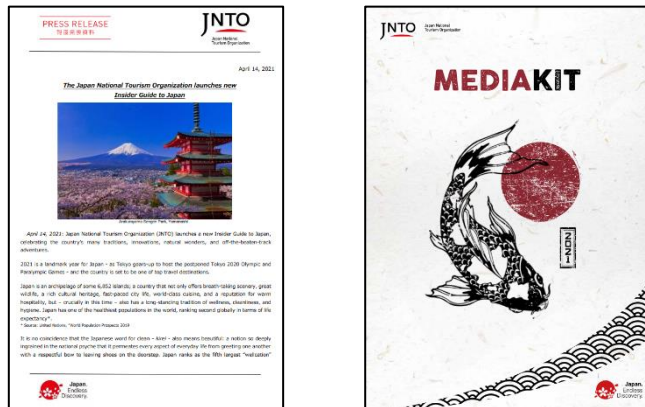 PRESS RELEASE
報道発表資料
JNTO
Japan National
Tourism Organization
April 14, 2021
The Japan National Tourism Organization launches new
Insider Guide to Japan
Arakurayama Sengen Park, Yamanashi
April 14, 2021: Japan National Tourism Organization (JNTO) launches a new Insider Guide to Japan,
celebrating the country's many traditions, innovations, natural wonders, and off-the-beaten-track
adventures.
2021 is a landmark year for Japan - as Tokyo gears-up to host the postponed Tokyo 2020 Olympic and
Paralympic Games - and the country is set to be one of top travel destinations.
Japan is an archipelago of some 6,852 islands; a country that not only offers breath-taking scenery, great
wildlife, a rich cultural heritage, fast-paced city life, world-class cuisine, and a reputation for warm
hospitality, but - crucially in this time - also has a long-standing tradition of wellness, cleanliness, and
hygiene. Japan has one of the healthiest populations in the world, ranking second globally in terms of life
expectancy*.
* Source: United Nations, "World Population Prospects 2019
It is no coincidence that the Japanese word for clean - kirei - also means beautiful: a nation so deeply
ingrained in the national psyche that it permeates every aspect of everyday life from greeting one another
with a respectful bow to leaving shoes on the doorstep. Japan ranks as the fifth largest "wellnation"
Japan.
Endless
Discovery.
JNTO
Japan National
Tourism Organization
MEDIAKIT
2021
Japan.
Endless
Discovery.